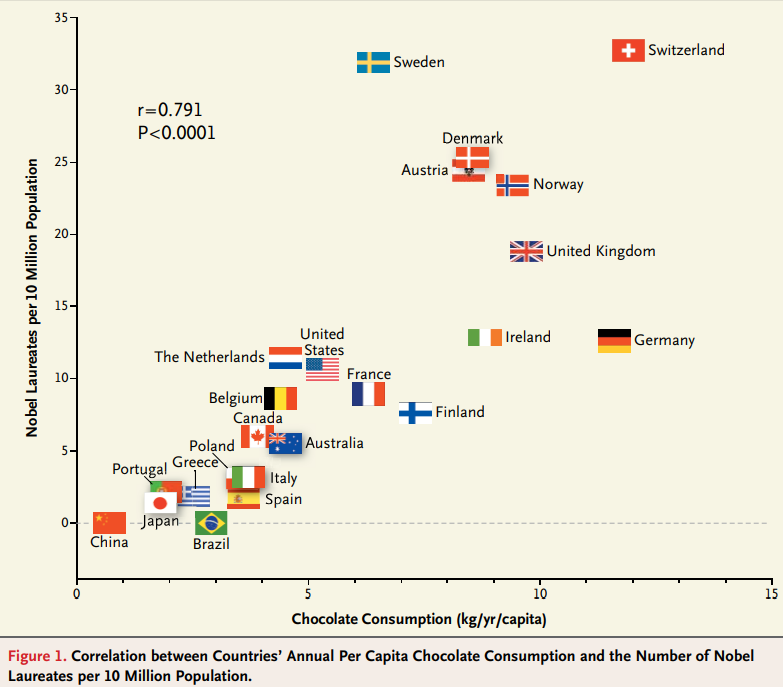 35
Switzerland
Sweden
30
r=0.791
P<0.0001
Denmark
25
Austria
Norway
20
United Kingdom
15
United
States
Ireland
Germany
The Netherlands
10
France
Belgium
Finland
Canada
Australia
5
Poland
Portugal
Greece
Italy
Spain
Japan
0
China
Brazil
Nobel Laureates per 10 Million Population
0
5
10
15
Chocolate Consumption (kg/yr/capita)
Figure 1. Correlation between Countries’ Annual Per Capita Chocolate Consumption and the Number of Nobel
Laureates per 10 Million Population.